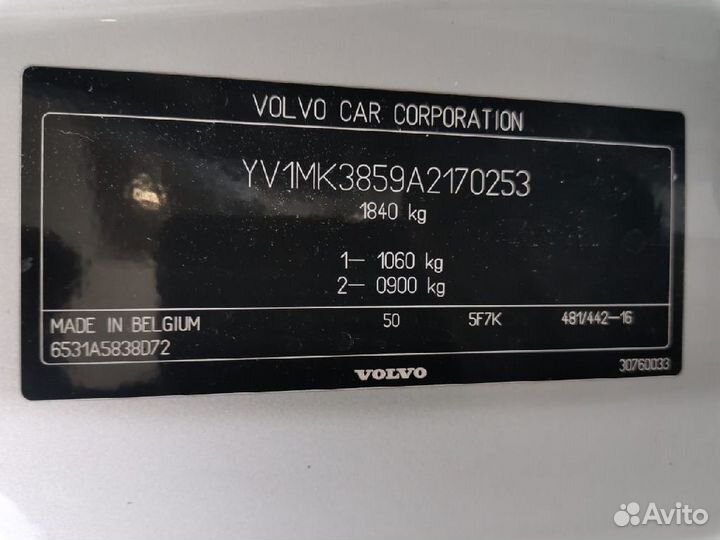 VOLVO CAR CORPORATION
YV1MK3859A2170253
1840 kg
1— 1060 kg
2— 0900 kg
MADE IN BELGIUM 50 5F7K 481/442-16
6531A5838D72
VOLVO 30760033
Avito